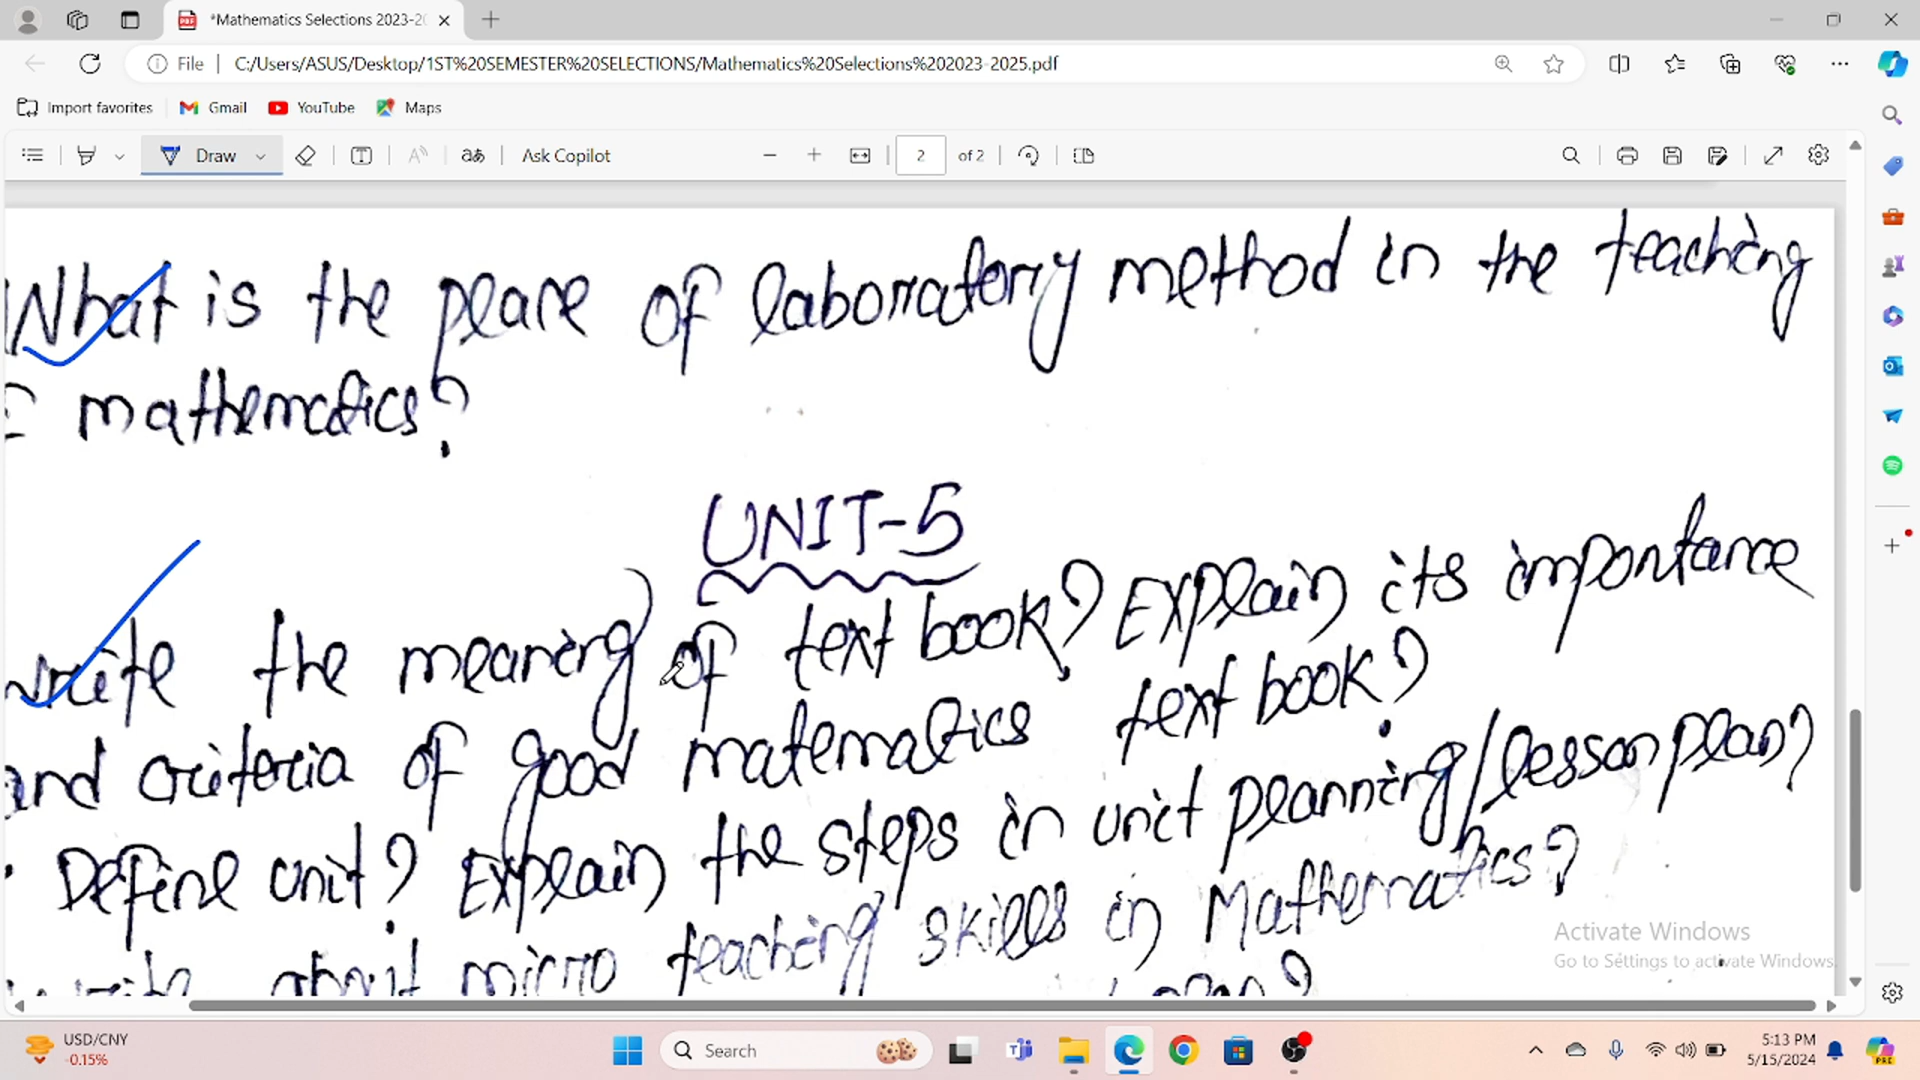 *Mathematics Selections 2023-20
File C:/Users/ASUS/Desktop/1ST%20SEMESTER%20SELECTIONS/Mathematics%20Selections%202023-2025.pdf
Import favorites Gmail YouTube Maps
Draw Ask Copilot 2 of 2
What is the place of laboratory method in the teaching
mathematics?
UNIT-5
write the meaning of text book? Explain its importance
and criteria of good matematics text book?
Define unit? Explain the steps in unit planning/lesson plan?
write about micro teaching skills in Mathematics?
Activate Windows
Go to Settings to activate Windows.
USD/CNY
-0.15%
Search
5:13 PM
5/15/2024